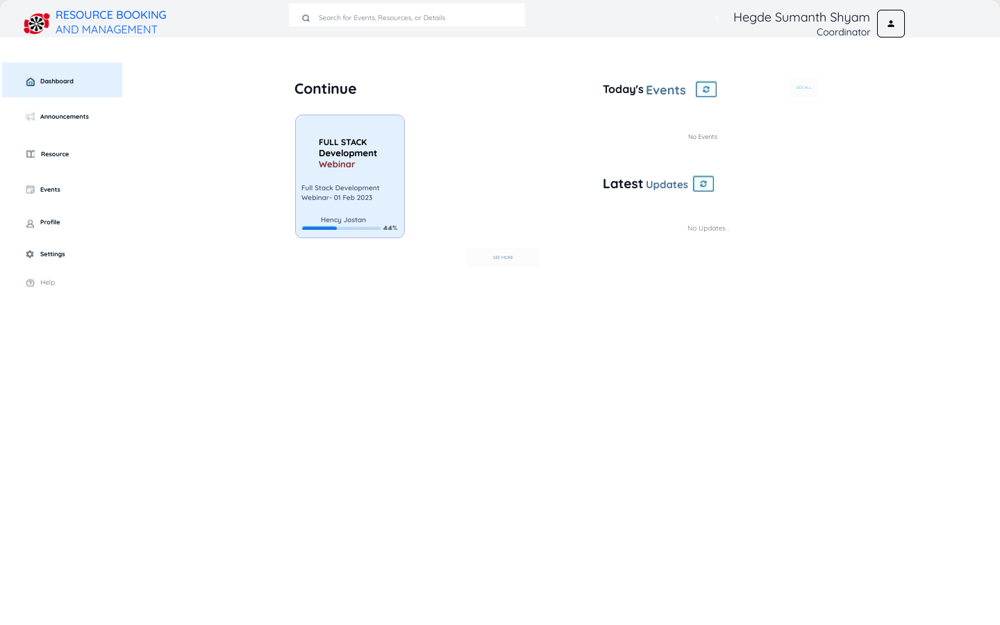 RESOURCE BOOKING
AND MANAGEMENT
Search for Events, Resources, or Details
Hegde Sumanth Shyam
Coordinator
Dashboard
Announcements
Resource
Events
Profile
Settings
Help
Continue
FULL STACK
Development
Webinar
Full Stack Development
Webinar- 01 Feb 2023
Hency Jostan
44%
SEE MORE
Today's Events
SEE ALL
No Events
Latest Updates
No Updates .